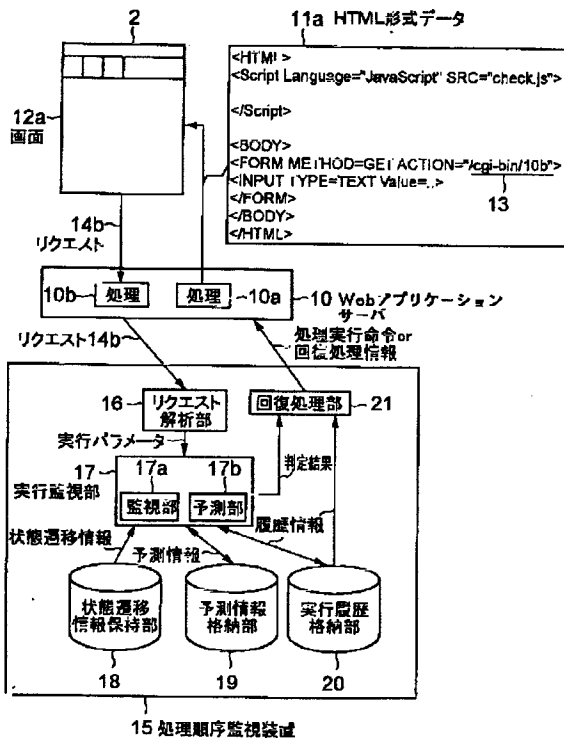 2
11a HTML形式データ
<HTML>
<Script Language="JavaScript" SRC="check.js">
</Script>
<BODY>
<FORM METHOD=GET ACTION="/cgi-bin/10b">
<INPUT TYPE=TEXT Value=..>
</FORM>
</BODY>
</HTML>
13
12a
画面
14b
リクエスト
10b
処理
処理
10a
10 Webアプリケーション
サーバ
リクエスト14b
処理実行命令or
回復処理情報
16
リクエスト
解析部
回復処理部
21
実行パラメータ
17
17a
17b
判定結果
実行監視部
監視部
予測部
状態遷移情報
予測情報
履歴情報
状態遷移
情報保持部
予測情報
格納部
実行履歴
格納部
18
19
20
15 処理順序監視装置